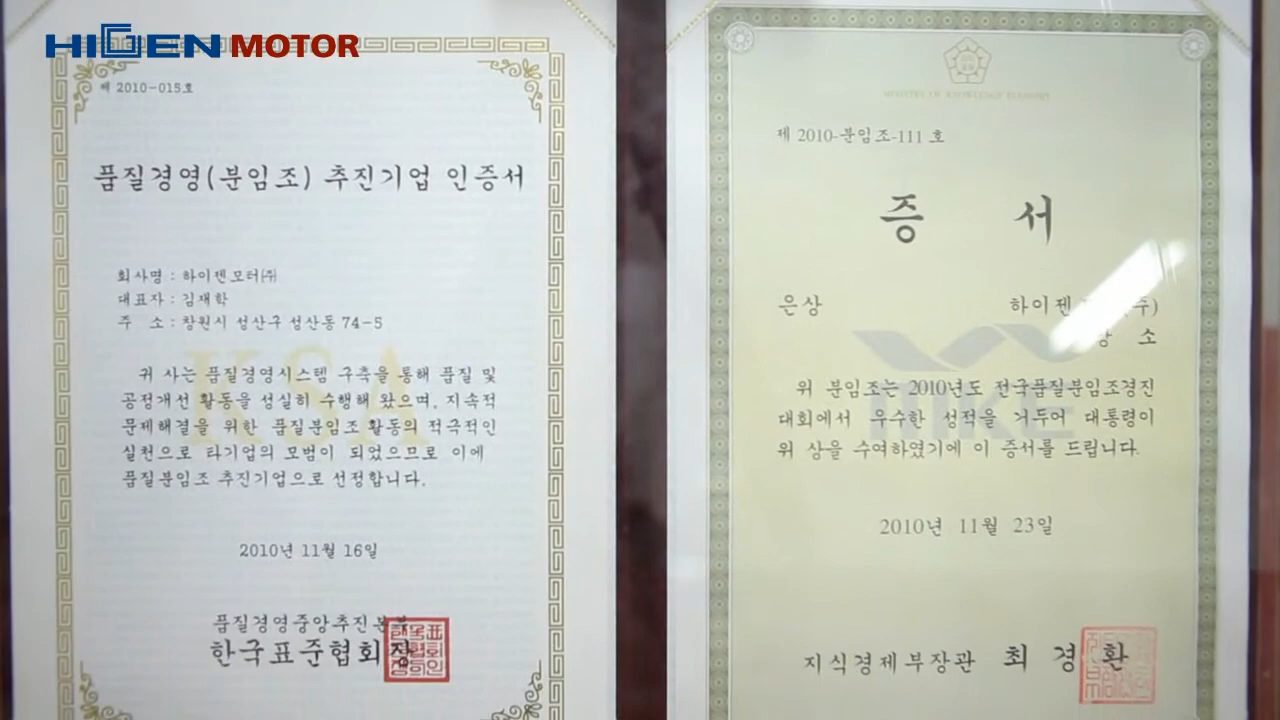 HIGEN MOTOR
제 2010-015호
품질경영(분임조) 추진기업 인증서
회사명 : 하이젠모터(주)
대표자 : 김재학
주 소 : 창원시 성산구 성산동 74-5
KSA
귀 사는 품질경영시스템 구축을 통해 품질 및
공정개선 활동을 성실히 수행해 왔으며, 지속적
문제해결을 위한 품질분임조 활동의 적극적인
실천으로 타기업의 모범이 되었으므로 이에
품질분임조 추진기업으로 선정합니다.
2010년 11월 16일
품질경영중앙추진본부
한국표준협회장
MINISTRY OF KNOWLEDGE ECONOMY
제 2010-분임조-111 호
증 서
은상 하이젠 (주)
소
MKE
위 분임조는 2010년도 전국품질분임조경진
대회에서 우수한 성적을 거두어 대통령이
위 상을 수여하였기에 이 증서를 드립니다.
2010년 11월 23일
지식경제부장관 최 경 환